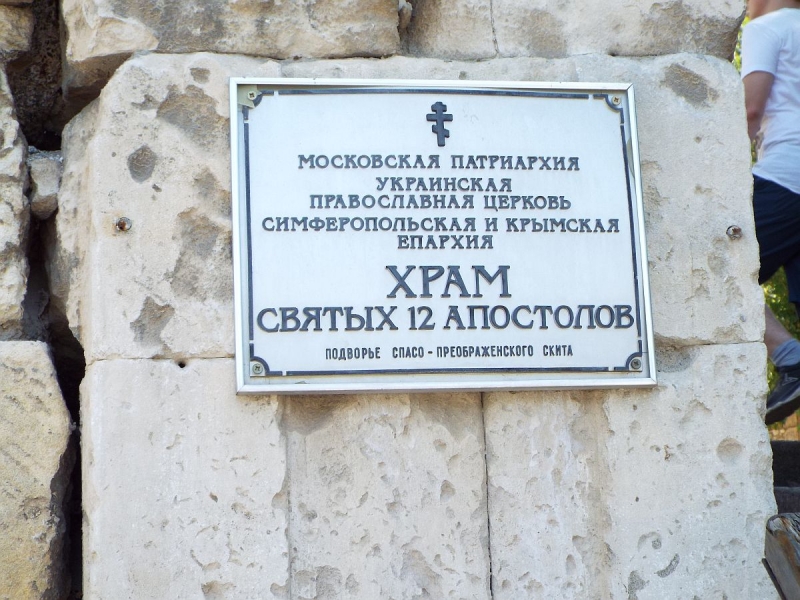 МОСКОВСКАЯ ПАТРИАРХИЯ
УКРАИНСКАЯ
ПРАВОСЛАВНАЯ ЦЕРКОВЬ
СИМФЕРОПОЛЬСКАЯ И КРЫМСКАЯ
ЕПАРХИЯ
ХРАМ
СВЯТЫХ 12 АПОСТОЛОВ
ПОДВОРЬЕ СПАСО-ПРЕОБРАЖЕНСКОГО СКИТА